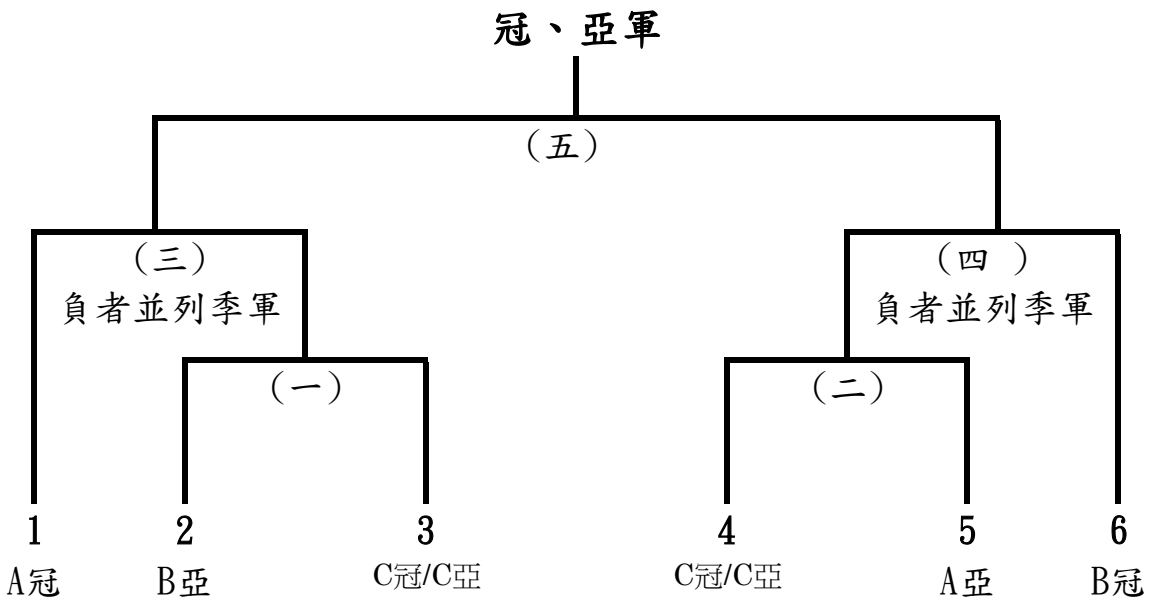 冠、亞軍
(五)
(三)
(四 )
負者並列季軍
負者並列季軍
(一)
(二)
1
2
3
4
5
6
A冠
B亞
C冠/C亞
C冠/C亞
A亞
B冠